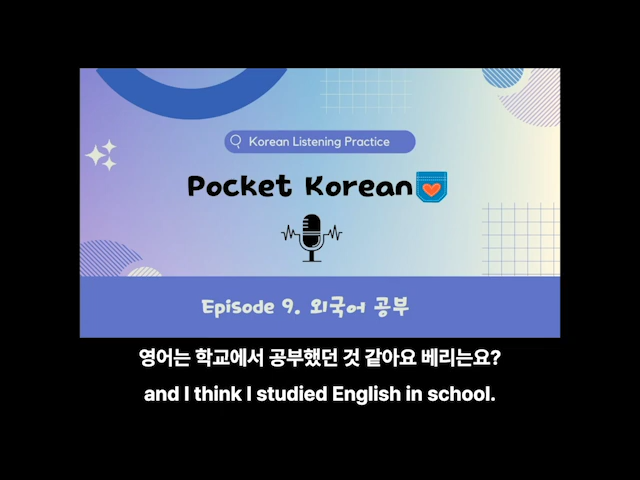 Korean Listening Practice
Pocket Korean
Episode 9. 외국어 공부
영어는 학교에서 공부했던 것 같아요 베리는요?
and I think I studied English in school.